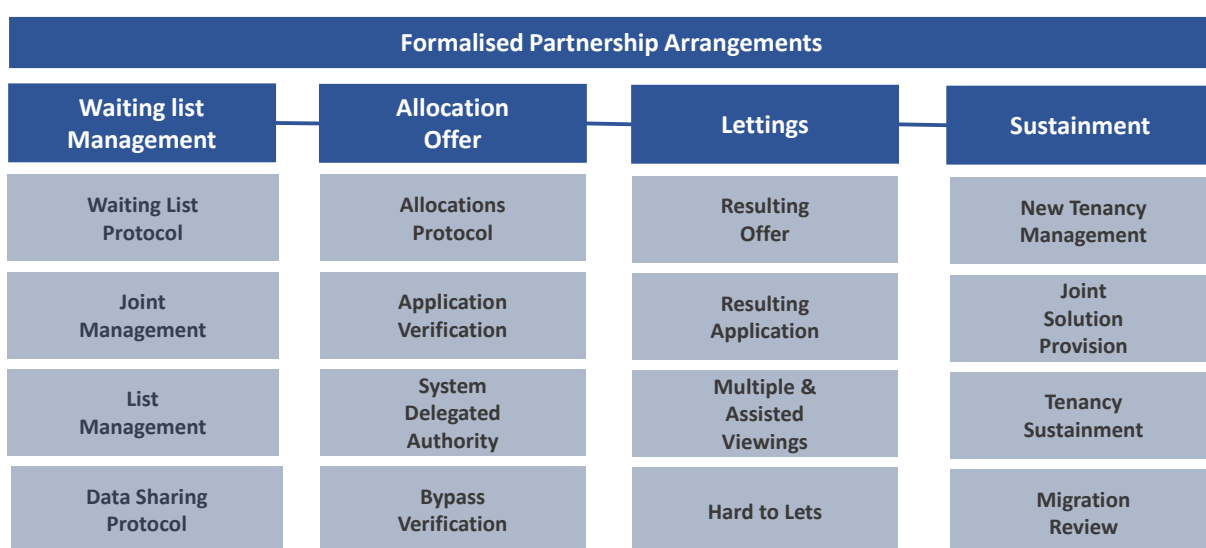 Formalised Partnership Arrangements
Waiting list
Management
Allocation
Offer
Lettings
Sustainment
Waiting List
Protocol
Allocations
Protocol
Resulting
Offer
New Tenancy
Management
Joint
Management
Application
Verification
Resulting
Application
Joint
Solution
Provision
List
Management
System
Delegated
Authority
Multiple &
Assisted
Viewings
Tenancy
Sustainment
Data Sharing
Protocol
Bypass
Verification
Hard to Lets
Migration
Review